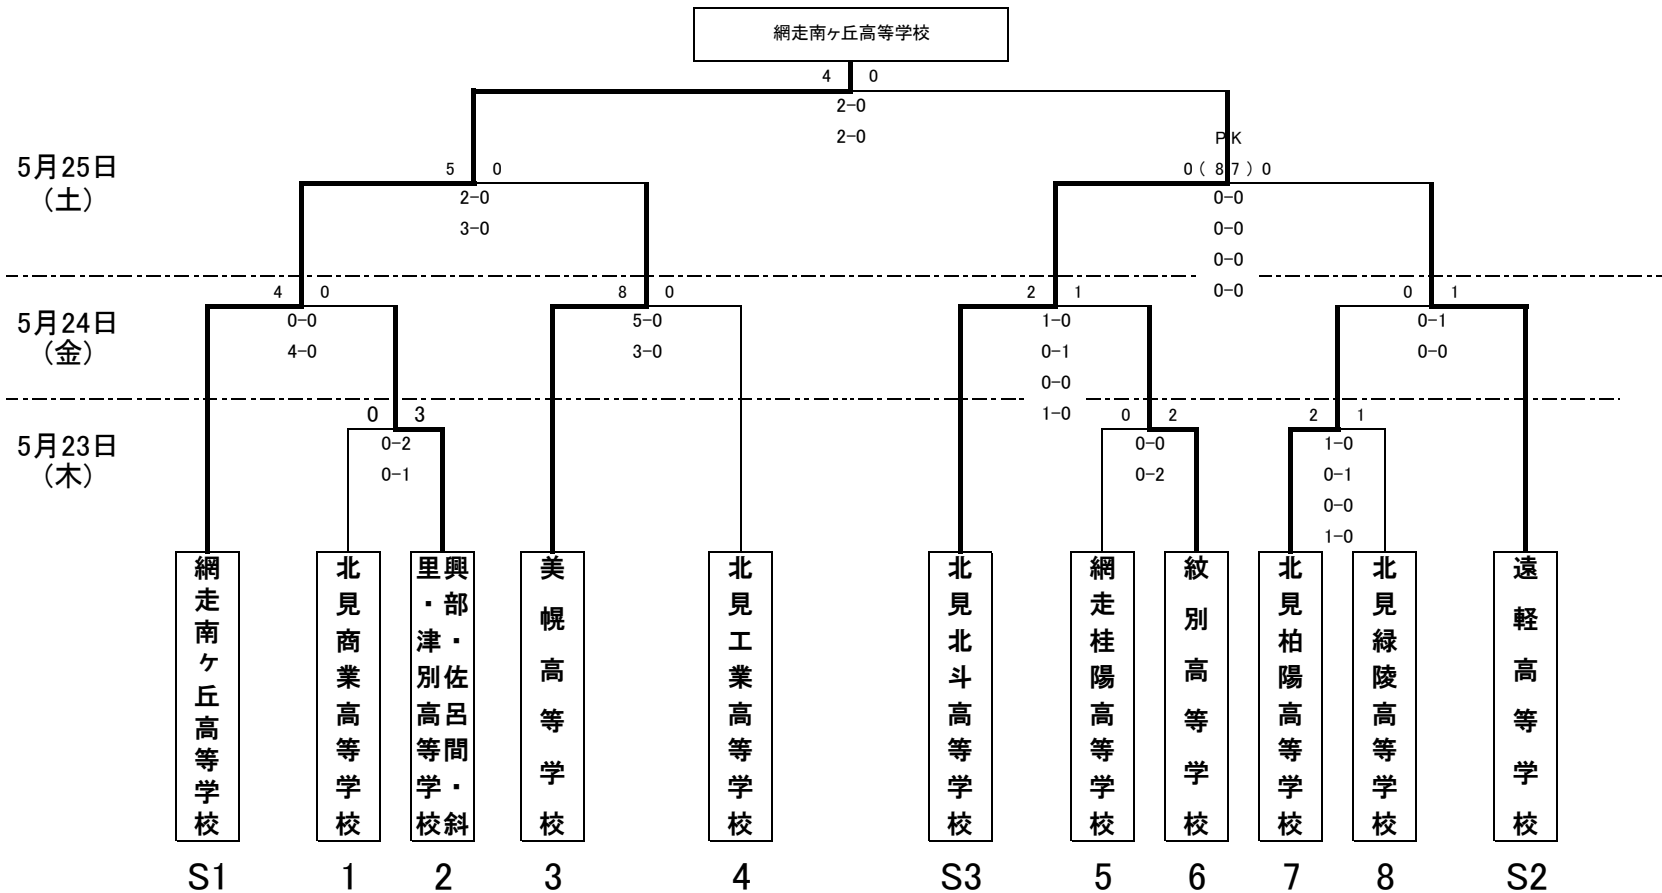 網走南ヶ丘高等学校
4 0
2-0
2-0
5月25日
（土）
5 0
2-0
3-0
PK
0(87)0
0-0
0-0
0-0
0-0
5月24日
（金）
4 0
0-0
4-0
8 0
5-0
3-0
2 1
1-0
0-1
0-0
1-0
0 1
0-1
0-0
5月23日
（木）
0 3
0-2
0-1
0 2
0-0
0-2
2 1
1-0
0-1
0-0
1-0
網走南ヶ丘高等学校
北見商業高等学校
興部・佐呂間・斜
里・津別高等学校
美幌高等学校
北見工業高等学校
北見北斗高等学校
網走桂陽高等学校
紋別高等学校
北見柏陽高等学校
北見緑陵高等学校
遠軽高等学校
S1 1 2 3 4 S3 5 6 7 8 S2